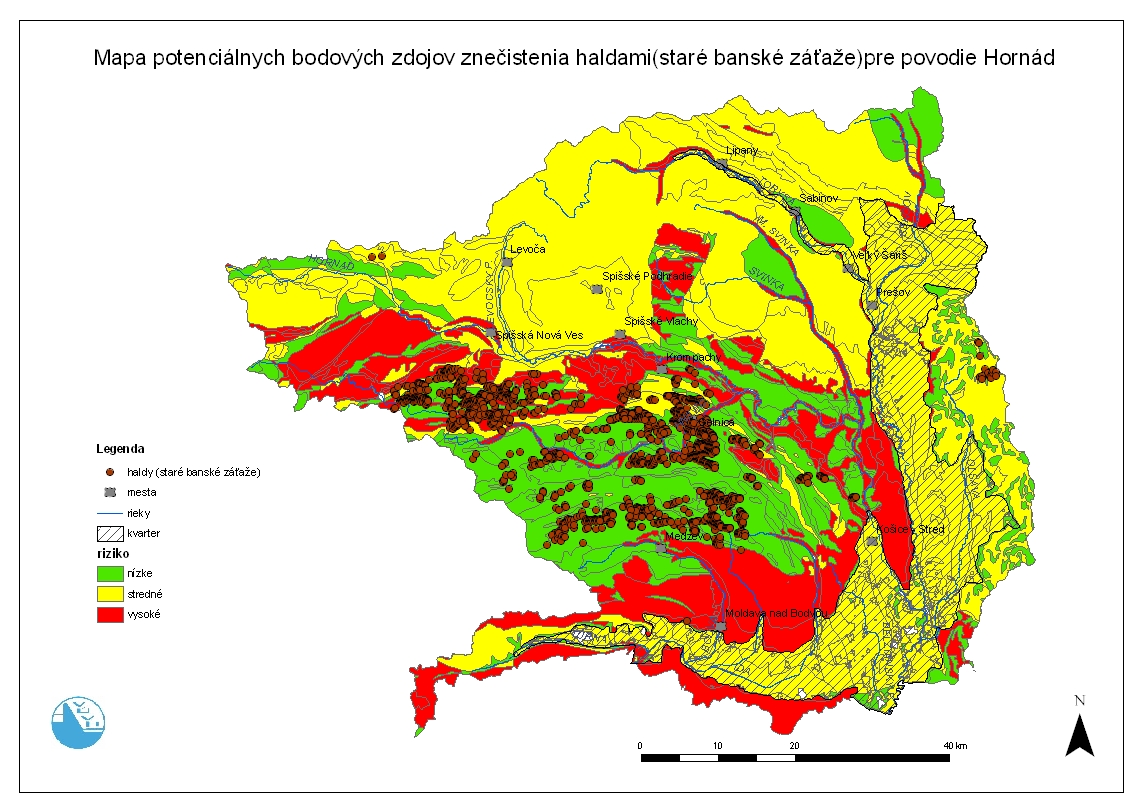 Mapa potenciálnych bodových zdojov znečistenia haldami(staré banské záťaže)pre povodie Hornád
Lipany
TORYSA
Sabinov
M. SVINKA
Levoča
Veľký Šariš
HORNÁD
Spišské Podhradie
SVINKA
Prešov
Spišské Vlachy
Spišská Nová Ves
Krompachy
Gelnica
Legenda
haldy (staré banské záťaže)
mesta
rieky
kvarter
riziko
nízke
stredné
vysoké
Košice - Stred
Medzev
Moldava nad Bodvou
N
0 10 20 40 km